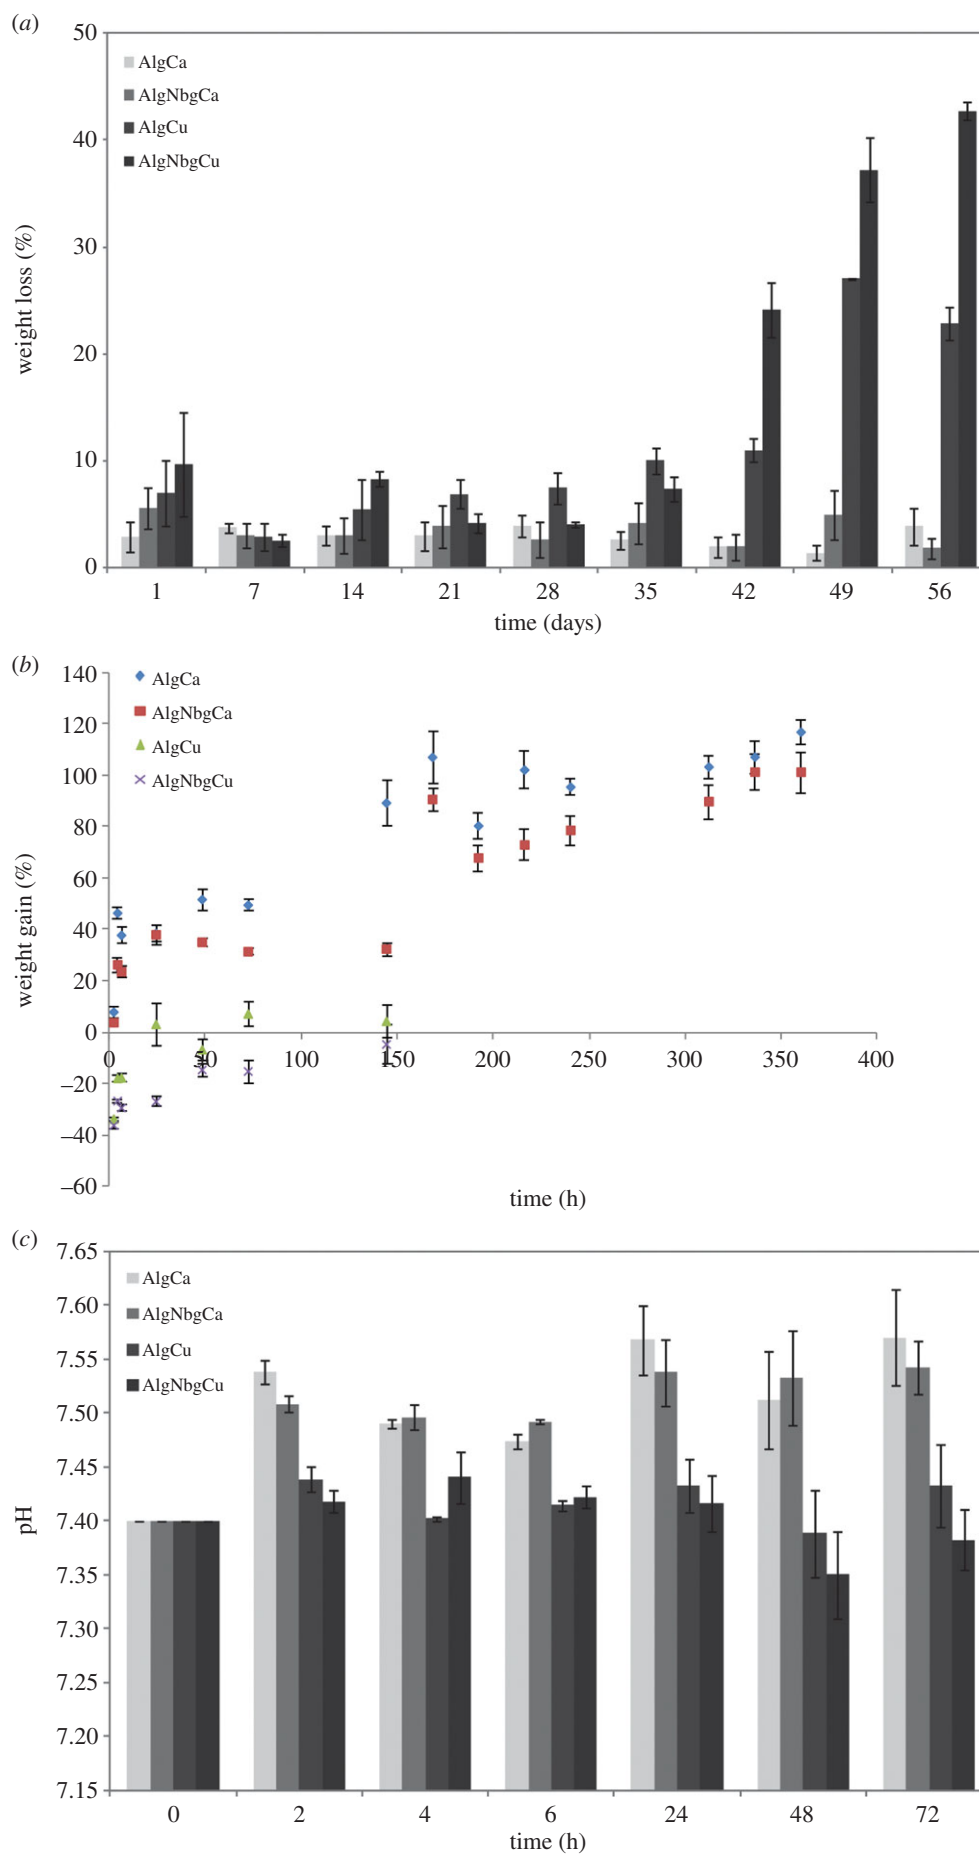 (a)
50
40
30
20
10
0
weight loss (%)
AlgCa
AlgNbgCa
AlgCu
AlgNbgCu
1 7 14 21 28 35 42 49 56
time (days)
(b)
140
120
100
80
60
40
20
0
–20
–40
–60
weight gain (%)
AlgCa
AlgNbgCa
AlgCu
AlgNbgCu
0 50 100 150 200 250 300 350 400
time (h)
(c)
7.65
7.60
7.55
7.50
7.45
7.40
7.35
7.30
7.25
7.20
7.15
pH
AlgCa
AlgNbgCa
AlgCu
AlgNbgCu
0 2 4 6 24 48 72
time (h)